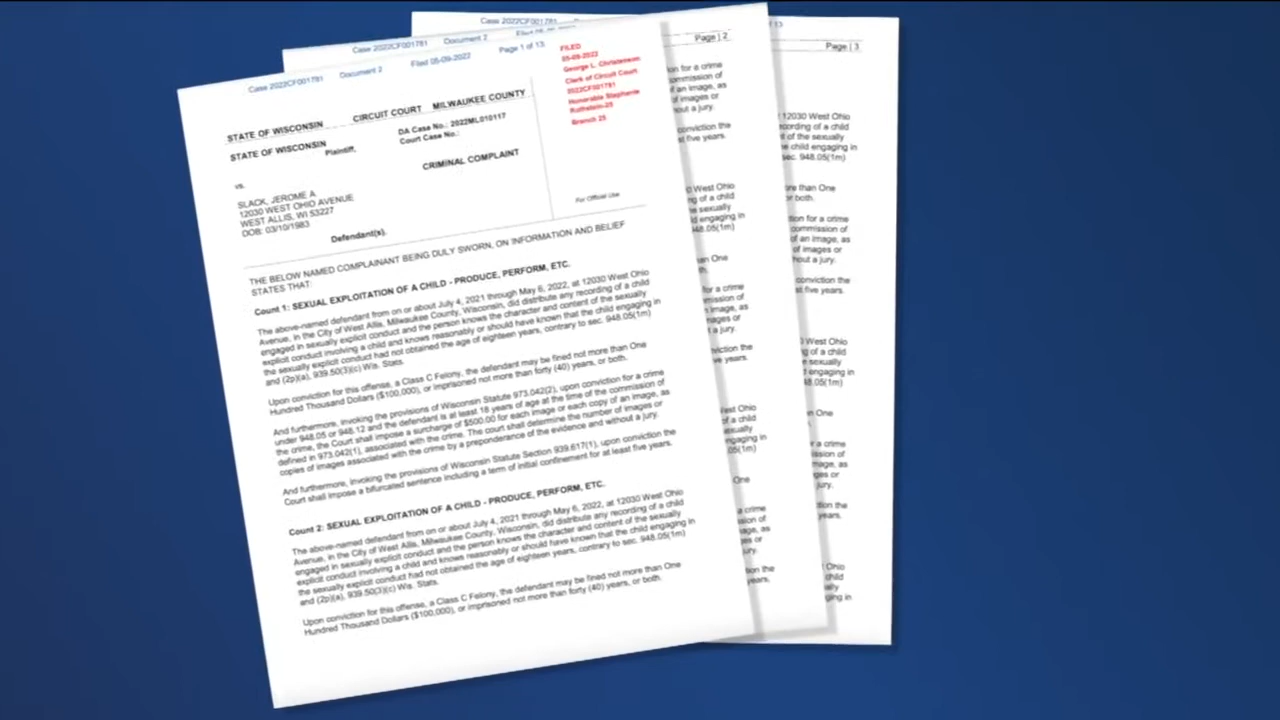 Case 2022CF001781 Document 2 Filed 05-09-2022 Page 1 of 13
FILED
05-09-2022
George L. Christenson
Clerk of Circuit Court
2022CF001781
Honorable Stephanie
Rothstein-25
Branch 25
STATE OF WISCONSIN CIRCUIT COURT MILWAUKEE COUNTY
STATE OF WISCONSIN
Plaintiff,
DA Case No.: 2022ML010117
Court Case No.:
vs.
CRIMINAL COMPLAINT
SLACK, JEROME A
12030 WEST OHIO AVENUE
WEST ALLIS, WI 53227
DOB: 03/10/1983
Defendant(s).
For Official Use
THE BELOW NAMED COMPLAINANT BEING DULY SWORN, ON INFORMATION AND BELIEF
STATES THAT:
Count 1: SEXUAL EXPLOITATION OF A CHILD - PRODUCE, PERFORM, ETC.
The above-named defendant from on or about July 4, 2021 through May 6, 2022, at 12030 West Ohio
Avenue, in the City of West Allis, Milwaukee County, Wisconsin, did distribute any recording of a child
engaged in sexually explicit conduct and the person knows the character and content of the sexually
explicit conduct involving a child and knows reasonably or should have known that the child engaging in
the sexually explicit conduct had not obtained the age of eighteen years, contrary to sec. 948.05(1m)
and (2p)(a), 939.50(3)(c) Wis. Stats.
Upon conviction for this offense, a Class C Felony, the defendant may be fined not more than One
Hundred Thousand Dollars ($100,000), or imprisoned not more than forty (40) years, or both.
And furthermore, invoking the provisions of Wisconsin Statute 973.042(2), upon conviction for a crime
under 948.05 or 948.12 and the defendant is at least 18 years of age at the time of the commission of
the crime, the Court shall impose a surcharge of $500.00 for each image or each copy of an image, as
defined in 973.042(1), associated with the crime. The court shall determine the number of images or
copies of images associated with the crime by a preponderance of the evidence and without a jury.
And furthermore, invoking the provisions of Wisconsin Statute Section 939.617(1), upon conviction the
Court shall impose a bifurcated sentence including a term of initial confinement for at least five years.
Count 2: SEXUAL EXPLOITATION OF A CHILD - PRODUCE, PERFORM, ETC.
The above-named defendant from on or about July 4, 2021 through May 6, 2022, at 12030 West Ohio
Avenue, in the City of West Allis, Milwaukee County, Wisconsin, did distribute any recording of a child
engaged in sexually explicit conduct and the person knows the character and content of the sexually
explicit conduct involving a child and knows reasonably or should have known that the child engaging in
the sexually explicit conduct had not obtained the age of eighteen years, contrary to sec. 948.05(1m)
and (2p)(a), 939.50(3)(c) Wis. Stats.
Upon conviction for this offense, a Class C Felony, the defendant may be fined not more than One
Hundred Thousand Dollars ($100,000), or imprisoned not more than forty (40) years, or both.
Case 2022CF001781 Document 2
Page | 2
Case 2022CF001781
Page | 3